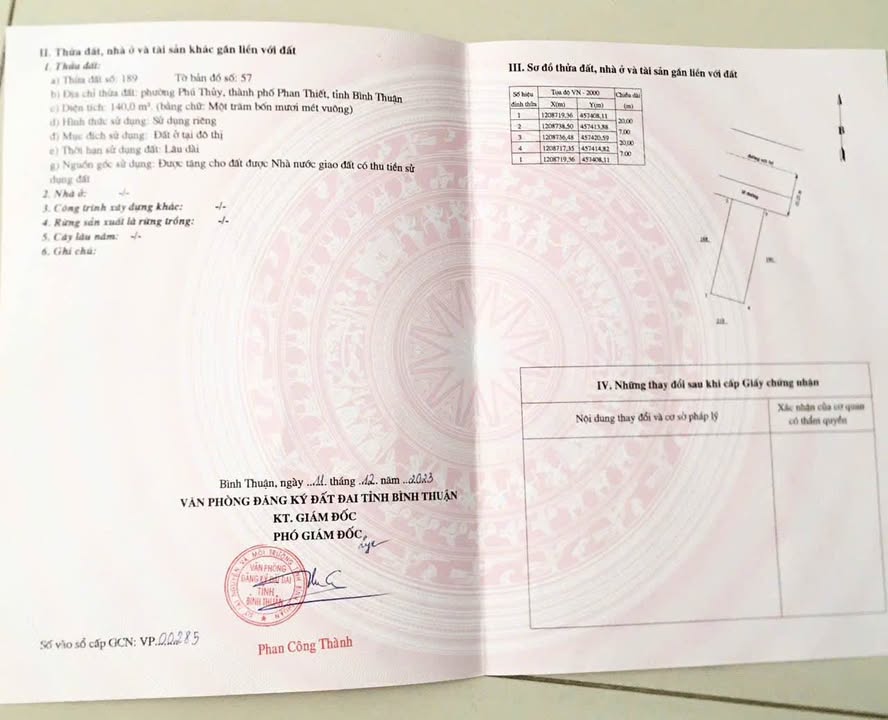 II. Thửa đất, nhà ở và tài sản khác gắn liền với đất
1. Thửa đất:
a) Thửa đất số: 189 Tờ bản đồ số: 57
b) Địa chỉ thửa đất: phường Phú Thủy, thành phố Phan Thiết, tỉnh Bình Thuận
c) Diện tích: 140,0 m². (bằng chữ: Một trăm bốn mươi mét vuông)
d) Hình thức sử dụng: Sử dụng riêng
đ) Mục đích sử dụng: Đất ở tại đô thị
e) Thời hạn sử dụng đất: Lâu dài
g) Nguồn gốc sử dụng: Được tặng cho đất được Nhà nước giao đất có thu tiền sử
dụng đất
2. Nhà ở: -/-
3. Công trình xây dựng khác: -/-
4. Rừng sản xuất là rừng trồng: -/-
5. Cây lâu năm: -/-
6. Ghi chú:
Bình Thuận, ngày ..11. tháng .12. năm ..2023
VĂN PHÒNG ĐĂNG KÝ ĐẤT ĐAI TỈNH BÌNH THUẬN
KT. GIÁM ĐỐC
PHÓ GIÁM ĐỐC
VĂN PHÒNG
ĐĂNG KÝ ĐẤT ĐAI
TỈNH
BÌNH THUẬN
Phan Công Thành
Số vào sổ cấp GCN: VP.00285
III. Sơ đồ thửa đất, nhà ở và tài sản gắn liền với đất
Số hiệu đỉnh thửa Tọa độ VN - 2000 Chiều dài (m)
X(m) Y(m)
1 1208719,36 457408,11
20,00
2 1208738,50 457413,88
7,00
3 1208736,48 457420,59
20,00
4 1208717,35 457414,82
7,00
1 1208719,36 457408,11
B
IV. Những thay đổi sau khi cấp Giấy chứng nhận
Nội dung thay đổi và cơ sở pháp lý
Xác nhận của cơ quan
có thẩm quyền